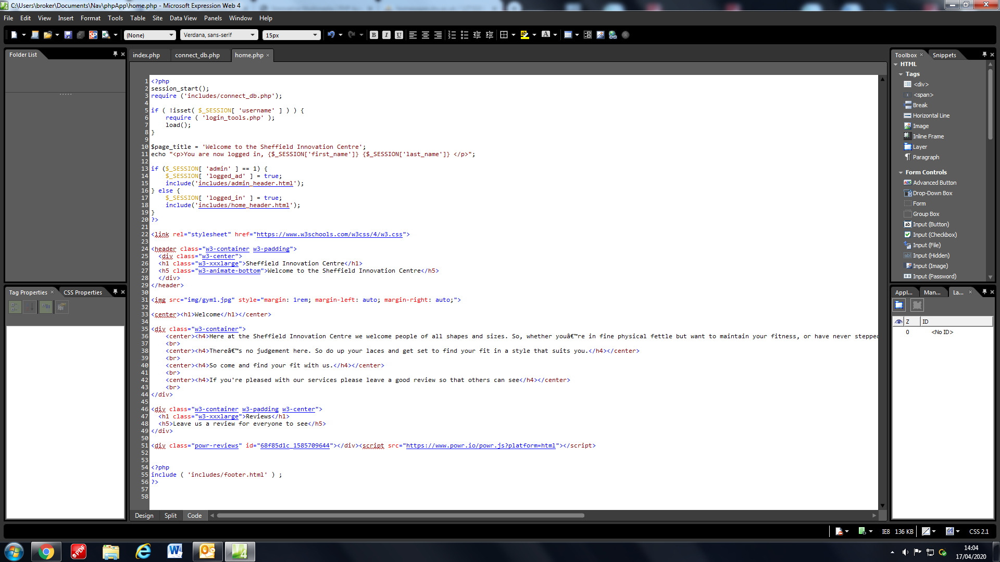 C:\Users\broker\Documents\Nav\phpApp\home.php - Microsoft Expression Web 4
File Edit View Insert Format Tools Table Site Data View Panels Window Help
(None) Verdana, sans-serif 15px
Folder List
index.php connect_db.php home.php
1 <?php
2 session_start();
3 require ('includes/connect_db.php');
4
5 if ( !isset( $_SESSION[ 'username' ] ) ) {
6     require ( 'login_tools.php' );
7     load();
8 }
9
10 $page_title = 'Welcome to the Sheffield Innovation Centre';
11 echo "<p>You are now logged in, {$_SESSION['first_name']} {$_SESSION['last_name']} </p>";
12
13 if ($_SESSION[ 'admin' ] == 1) {
14     $_SESSION[ 'logged_ad' ] = true;
15     include('includes/admin_header.html');
16 } else {
17     $_SESSION[ 'logged_in' ] = true;
18     include('includes/home_header.html');
19 }
20 ?>
21
22 <link rel="stylesheet" href="https://www.w3schools.com/w3css/4/w3.css">
23
24 <header class="w3-container w3-padding">
25   <div class="w3-center">
26   <h1 class="w3-xxxlarge">Sheffield Innovation Centre</h1>
27   <h5 class="w3-animate-bottom">Welcome to the Sheffield Innovation Centre</h5>
28   </div>
29 </header>
30
31 <img src="img/gym1.jpg" style="margin: 1rem; margin-left: auto; margin-right: auto;">
32
33 <center><h1>Welcome</h1></center>
34
35 <div class="w3-container">
36     <center><h4>Here at the Sheffield Innovation Centre we welcome people of all shapes and sizes. So, whether youâ€™re in fine physical fettle but want to maintain your fitness, or have never stepped
37     <br>
38     <center><h4>Thereâ€™s no judgement here. So do up your laces and get set to find your fit in a style that suits you.</h4></center>
39     <br>
40     <center><h4>So come and find your fit with us.</h4></center>
41     <br>
42     <center><h4>If you're pleased with our services please leave a good review so that others can see</h4></center>
43     <br>
44 </div>
45
46 <div class="w3-container w3-padding w3-center">
47   <h1 class="w3-xxxlarge">Reviews</h1>
48   <h5>Leave us a review for everyone to see</h5>
49 </div>
50
51 <div class="powr-reviews" id="68f85d1c_1585709644"></div><script src="https://www.powr.io/powr.js?platform=html"></script>
52
53
54 <?php
55 include ( 'includes/footer.html' ) ;
56 ?>
57
58
Design Split Code
Tag Properties CSS Properties
Toolbox Snippets
HTML
Tags
<div>
<span>
Break
Horizontal Line
Image
Inline Frame
Layer
Paragraph
Form Controls
Advanced Button
Drop-Down Box
Form
Group Box
Input (Button)
Input (Checkbox)
Input (File)
Input (Hidden)
Input (Image)
Input (Password)
Appl... Man... La...
Z ID
0 <No ID>
IE8 136 KB CSS 2.1
14:04
17/04/2020